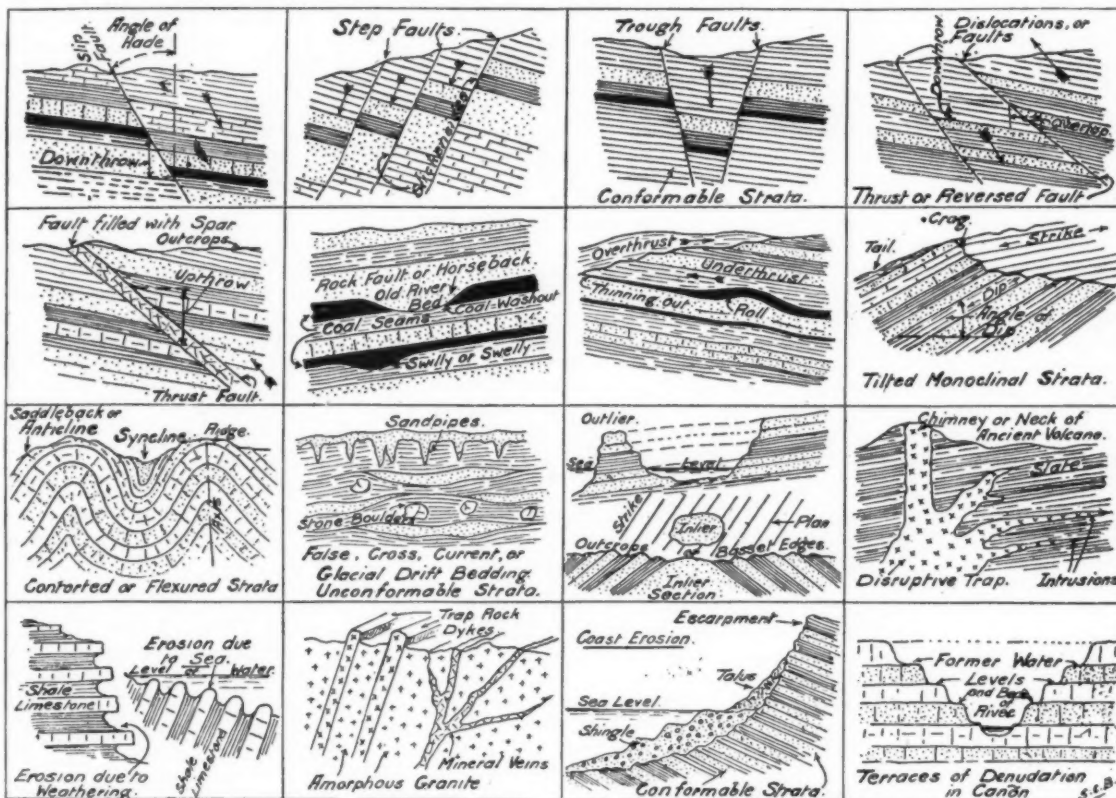 Slip
Fault
Angle of
Hade
Downthrow
Step Faults.
Slickenel Vests
Trough Faults.
Conformable Strata.
Dislocations, or
Faults
Downthrow
Overtop
Thrust or Reversed Fault
Fault filled with Spar
Outcrops
Upthrow
Thrust Fault.
Rock Fault or Horseback.
Old River
Bed
Coal-Washout
Coal Seams
Swilly or Swelly
Overthrust
Underthrust
Thinning out
Roll
Crag.
Tail.
Strike
Dip
Angle of
Dip
Tilted Monoclinal Strata.
Saddleback or
Anticline
Syncline
Ridge.
Axis
Contorted or Flexured Strata
Sandpipes.
Stone Boulders
False, Cross, Current, or
Glacial Drift Bedding
Unconformable Strata.
Outlier
Sea Level
Strike
Inlier
Plan
Outcrops or Basset Edges.
Inlier
Section
Chimney or Neck of
Ancient Volcano.
Slate
Disruptive Trap. Intrusions
Erosion due
to Sea.
Level of Water
Shale
Limestone
Erosion due to
Weathering.
Shale
Limestone
Trap Rock
Dykes
Mineral Veins
Amorphous Granite
Escarpment
Coast Erosion.
Talus
Sea Level.
Shingle
Conformable Strata.
Former Water
Levels
and Bed
of
River
Terraces of Denudation
in Cañon